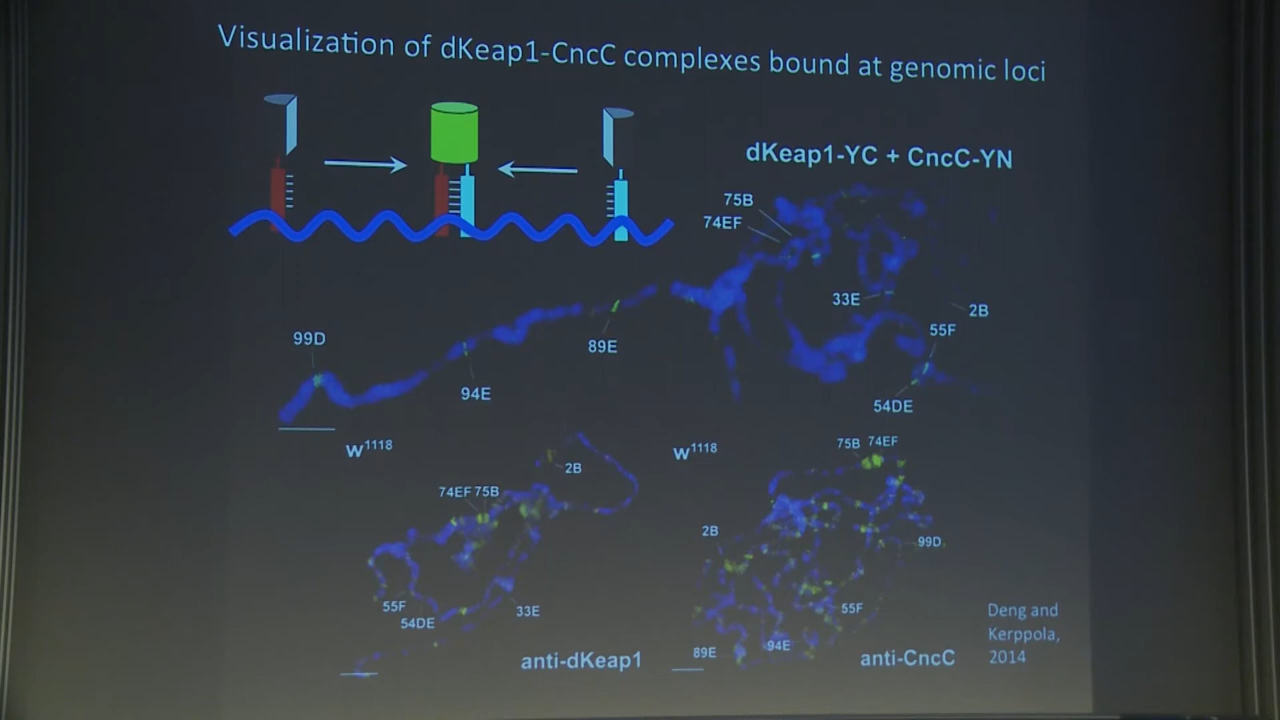 Visualization of dKeap1-CncC complexes bound at genomic loci
dKeap1-YC + CncC-YN
75B
74EF
33E
2B
55F
54DE
99D
94E
89E
w1118
2B
74EF 75B
55F
54DE
33E
anti-dKeap1
w1118
75B 74EF
2B
99D
55F
94E
89E
anti-CncC
Deng and
Kerppola,
2014